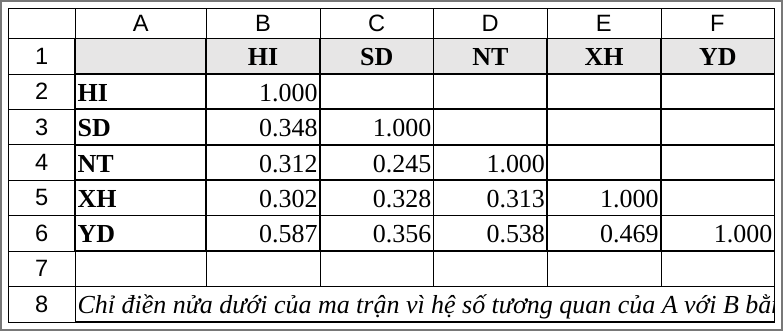 A B C D E F
1 HI SD NT XH YD
2 HI 1.000
3 SD 0.348 1.000
4 NT 0.312 0.245 1.000
5 XH 0.302 0.328 0.313 1.000
6 YD 0.587 0.356 0.538 0.469 1.000
7
8 Chỉ điền nửa dưới của ma trận vì hệ số tương quan của A với B